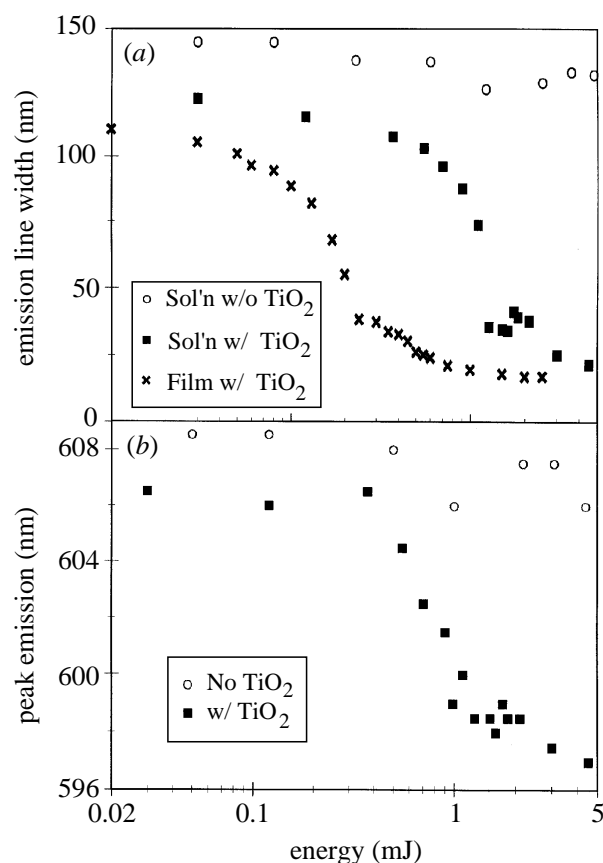 150
(a)
100
50
0
emission line width (nm)
Sol'n w/o TiO2
Sol'n w/ TiO2
Film w/ TiO2
(b)
608
604
600
596
peak emission (nm)
No TiO2
w/ TiO2
0.02
0.1
1
5
energy (mJ)